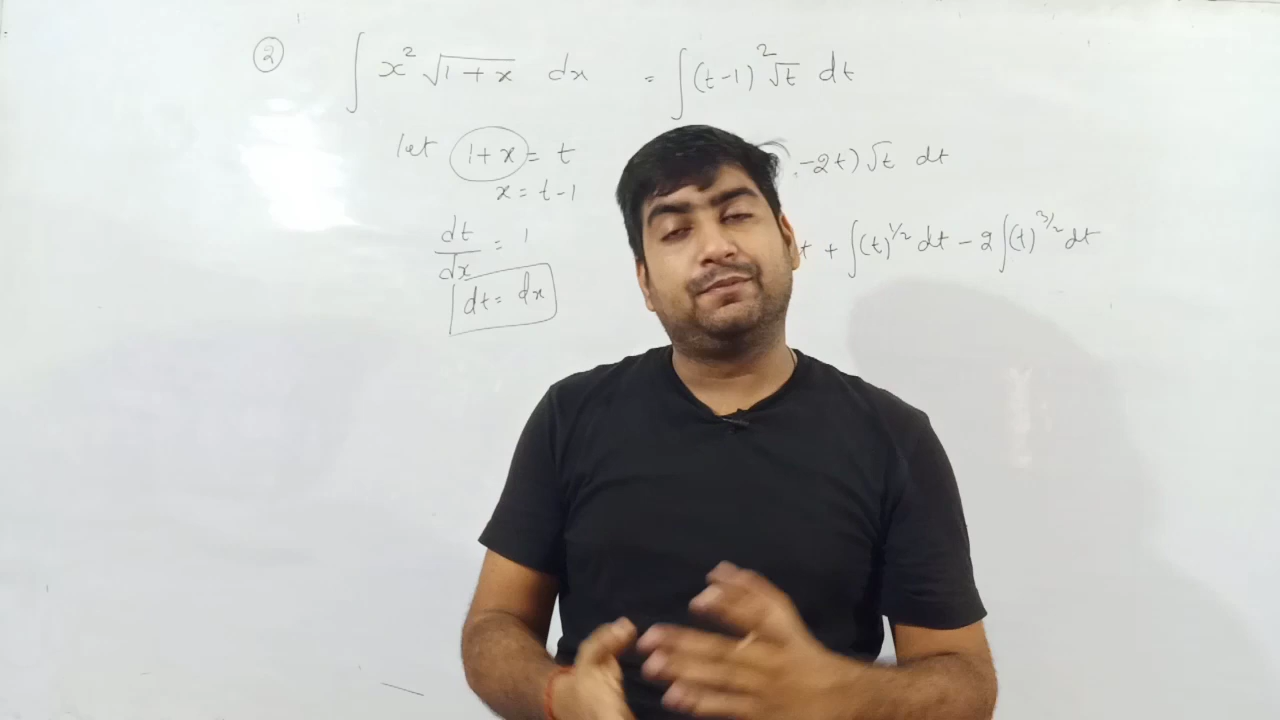 ② ∫ x² √1+x dx = ∫ (t-1)² √t dt
let 1+x = t
-2t) √t dt
x = t-1
dt/dx = 1
t + ∫(t)^1/2 dt - 2∫(t)^3/2 dt
dt = dx